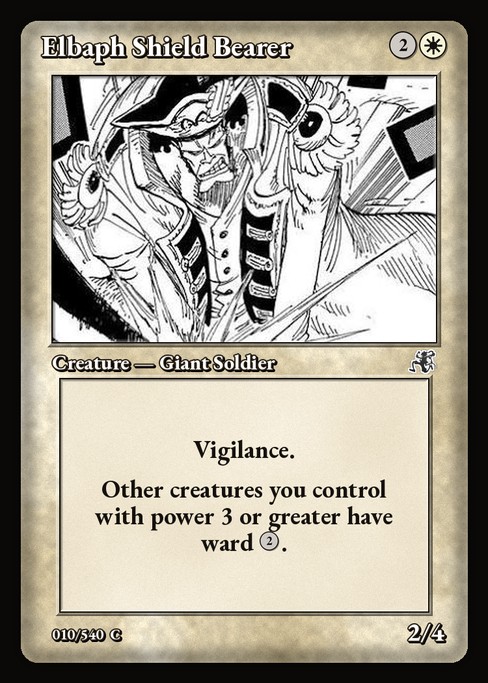 Elbaph Shield Bearer 2
Creature — Giant Soldier
Vigilance.
Other creatures you control
with power 3 or greater have
ward 2.
010/540 C 2/4